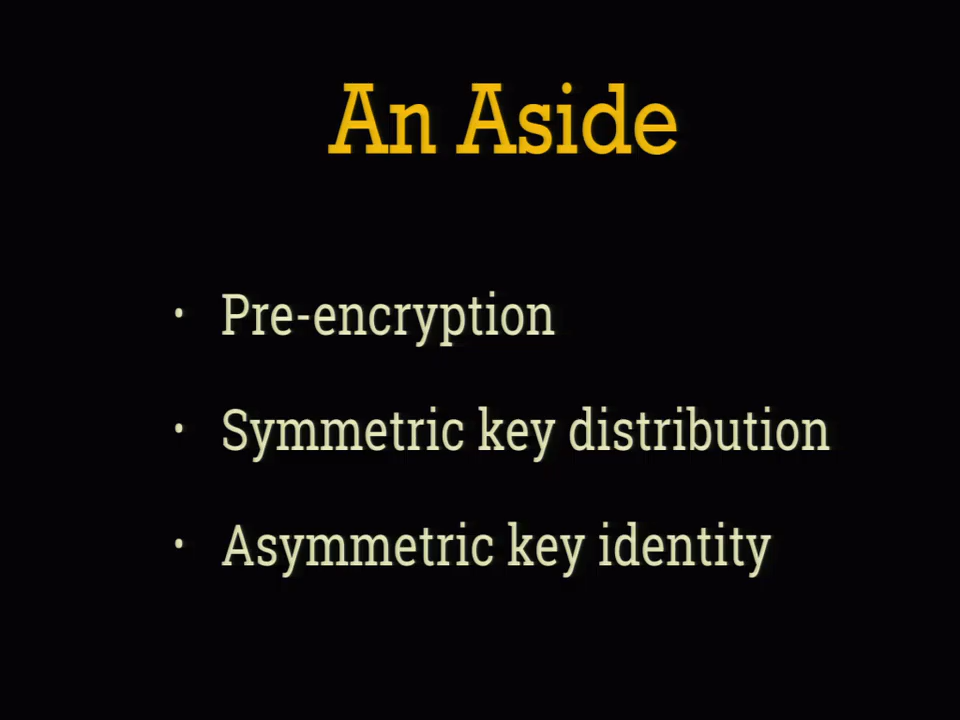 An Aside
· Pre-encryption
· Symmetric key distribution
· Asymmetric key identity